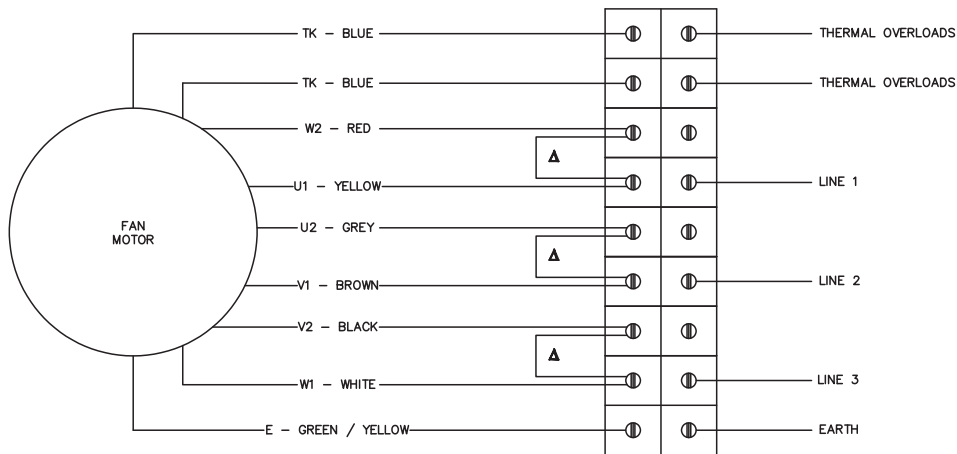 TK - BLUE
THERMAL OVERLOADS
TK - BLUE
THERMAL OVERLOADS
W2 - RED
Δ
U1 - YELLOW
LINE 1
FAN
MOTOR
U2 - GREY
Δ
V1 - BROWN
LINE 2
V2 - BLACK
Δ
W1 - WHITE
LINE 3
E - GREEN / YELLOW
EARTH